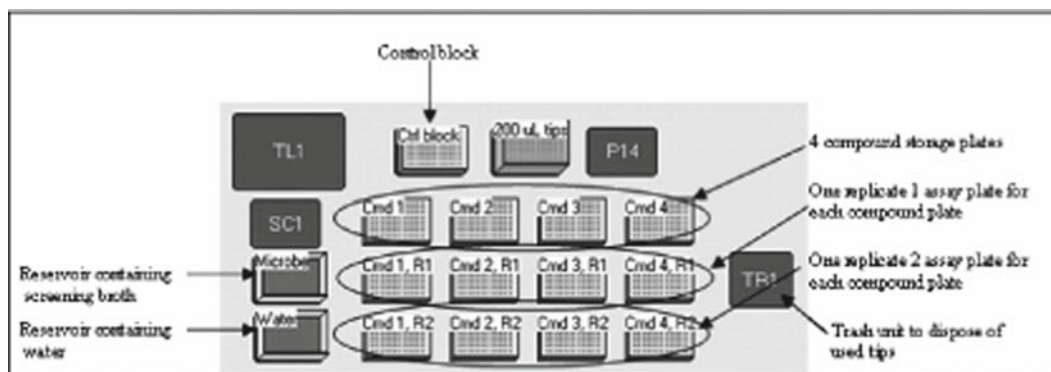 Control block
TL1
Ctrl block
200 uL tips
P14
4 compound storage plates
One replicate 1 assay plate for
each compound plate
SC1
Cmd 1
Cmd 2
Cmd 3
Cmd 4
One replicate 2 assay plate for
each compound plate
Reservoir containing
screening broth
Cmd 1, R1
Cmd 2, R1
Cmd 3, R1
Cmd 4, R1
TR1
Reservoir containing
water
Water
Cmd 1, R2
Cmd 2, R2
Cmd 3, R2
Cmd 4, R2
Trash unit to dispose of
used tips